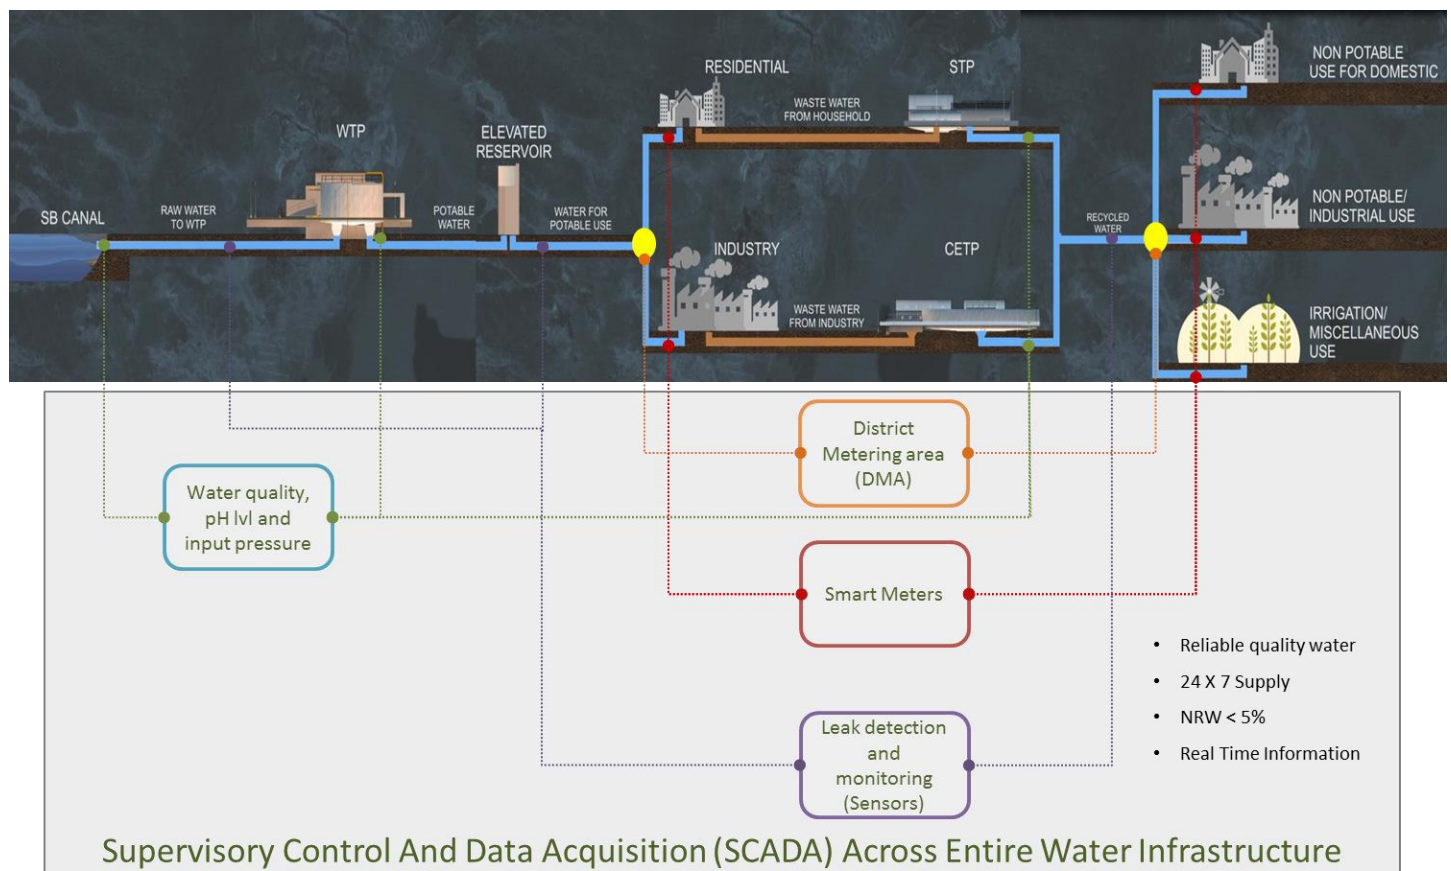 SB CANAL
RAW WATER
TO WTP
WTP
POTABLE
WATER
ELEVATED
RESERVOIR
WATER FOR
POTABLE USE
RESIDENTIAL
WASTE WATER
FROM HOUSEHOLD
STP
INDUSTRY
WASTE WATER
FROM INDUSTRY
CETP
RECYCLED
WATER
NON POTABLE
USE FOR DOMESTIC
NON POTABLE/
INDUSTRIAL USE
IRRIGATION/
MISCELLANEOUS
USE
Water quality,
pH lvl and
input pressure
District
Metering area
(DMA)
Smart Meters
Leak detection
and
monitoring
(Sensors)
• Reliable quality water
• 24 X 7 Supply
• NRW < 5%
• Real Time Information
Supervisory Control And Data Acquisition (SCADA) Across Entire Water Infrastructure